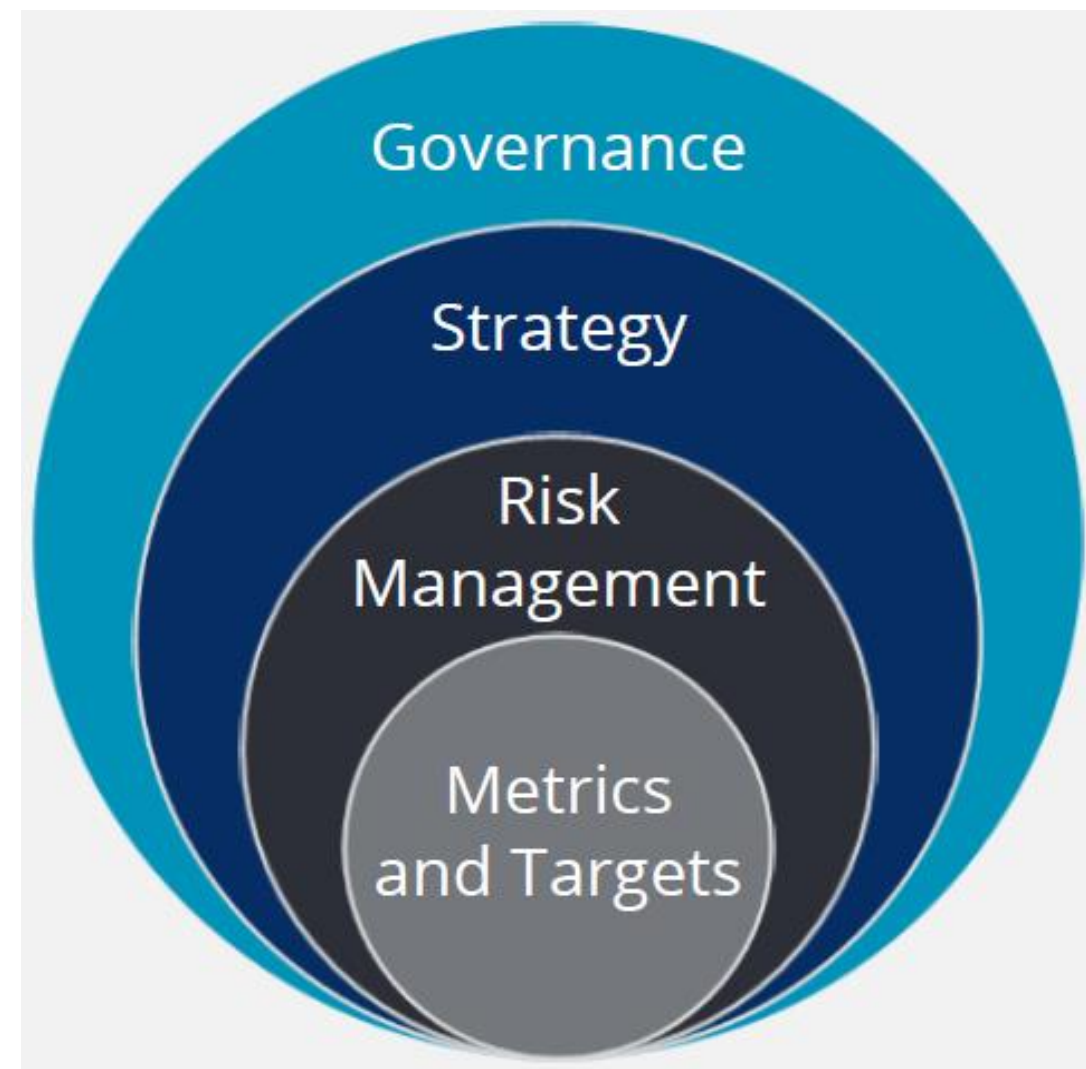 Governance
Strategy
Risk
Management
Metrics
and Targets